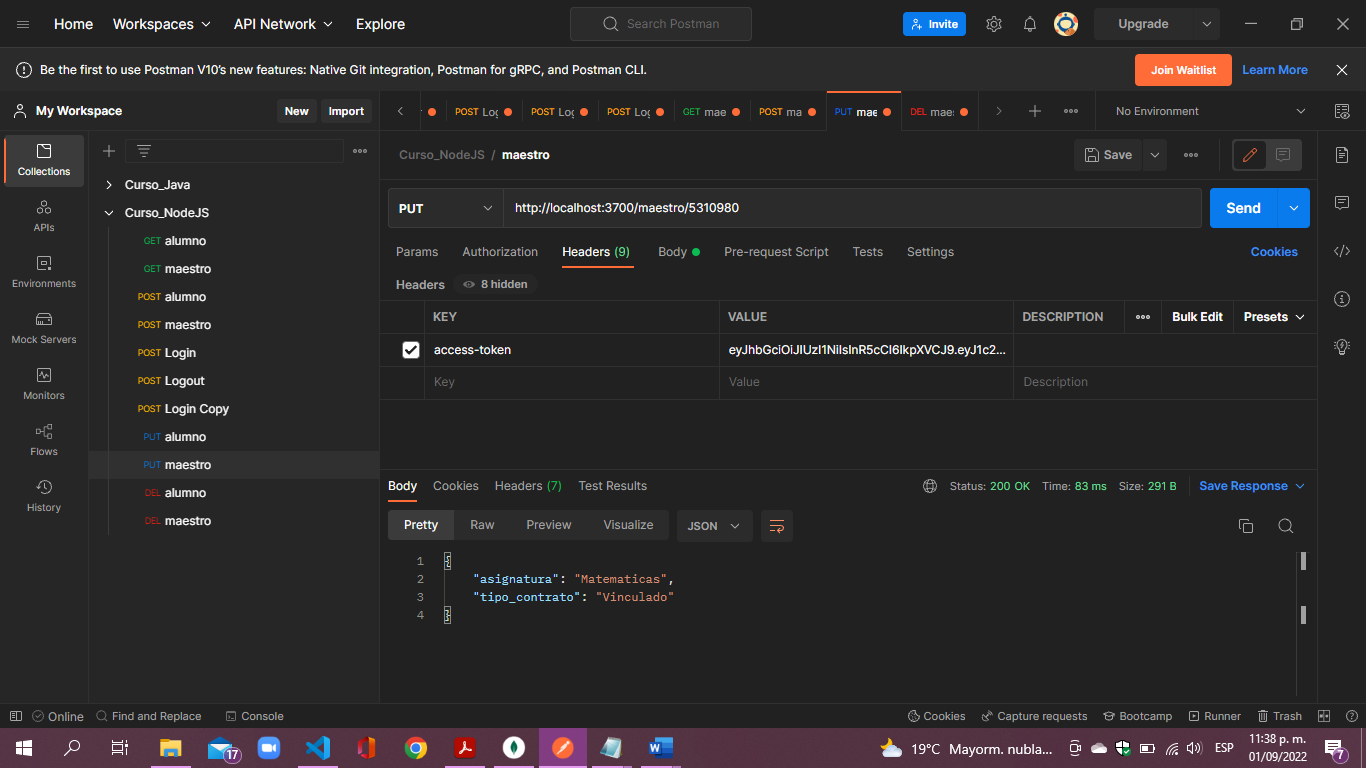 Home Workspaces API Network Explore Search Postman Invite Upgrade
Be the first to use Postman V10's new features: Native Git integration, Postman for gRPC, and Postman CLI. Join Waitlist Learn More
My Workspace New Import
POST Log POST Log POST Log GET mae POST ma PUT mae DEL maes No Environment
Collections
APIs
Environments
Mock Servers
Monitors
Flows
History
Curso_Java
Curso_NodeJS
GET alumno
GET maestro
POST alumno
POST maestro
POST Login
POST Logout
POST Login Copy
PUT alumno
PUT maestro
DEL alumno
DEL maestro
Curso_NodeJS / maestro Save
PUT http://localhost:3700/maestro/5310980 Send
Params Authorization Headers (9) Body Pre-request Script Tests Settings Cookies
Headers 8 hidden
KEY VALUE DESCRIPTION Bulk Edit Presets
access-token eyJhbGciOiJIUzI1NiIsInR5cCI6IkpXVCJ9.eyJ1c2...
Key Value Description
Body Cookies Headers (7) Test Results Status: 200 OK Time: 83 ms Size: 291 B Save Response
Pretty Raw Preview Visualize JSON
1 {
2 "asignatura": "Matematicas",
3 "tipo_contrato": "Vinculado"
4 }
Online Find and Replace Console Cookies Capture requests Bootcamp Runner Trash
17 19°C Mayorm. nubla... ESP 11:38 p. m.
01/09/2022 7